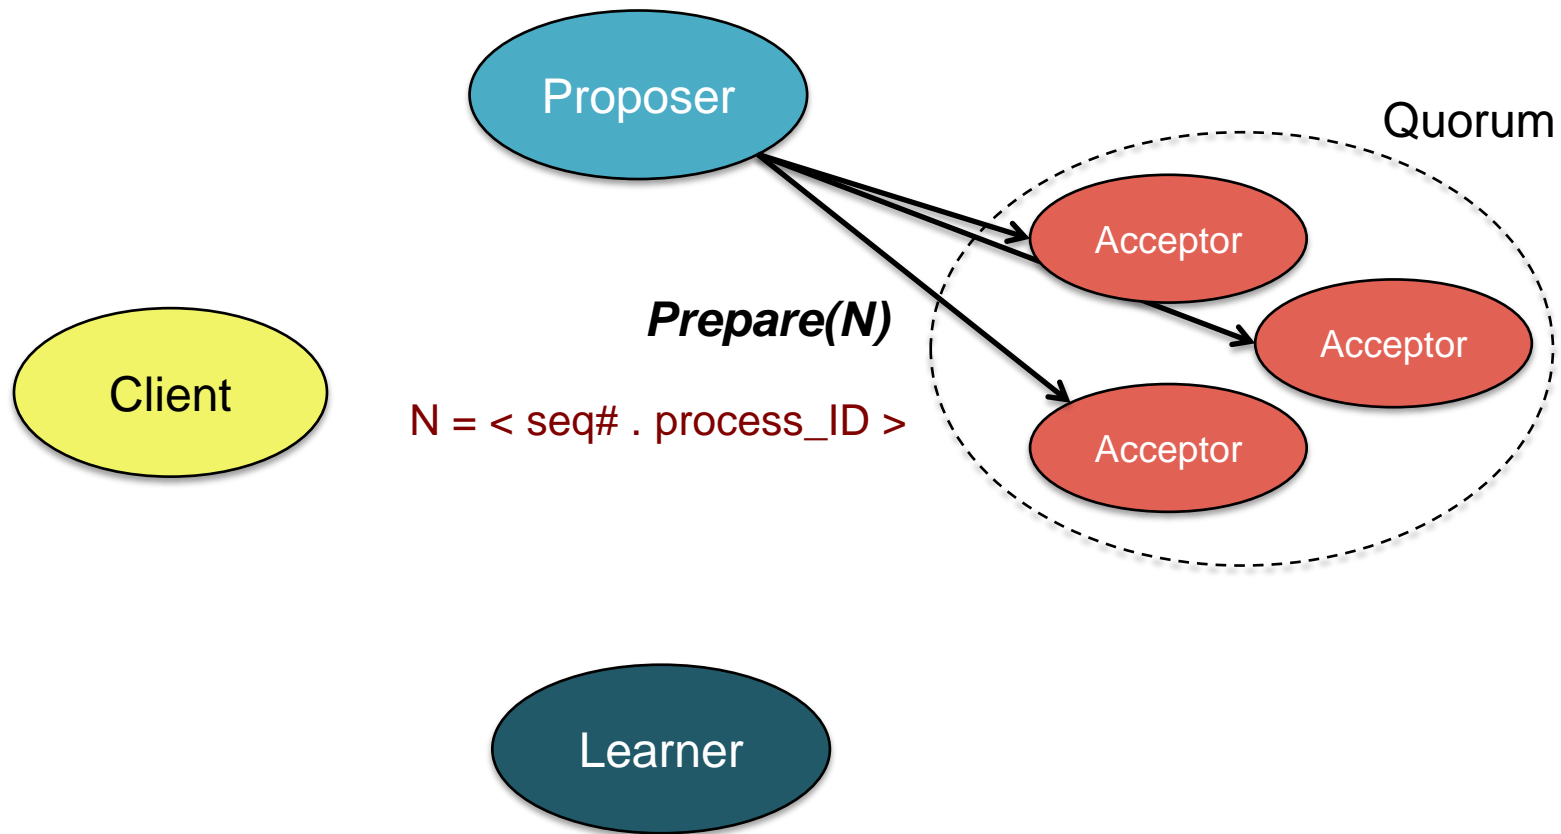 Proposer
Quorum
Acceptor
Prepare(N)
Acceptor
Client
N = < seq# . process_ID >
Acceptor
Learner